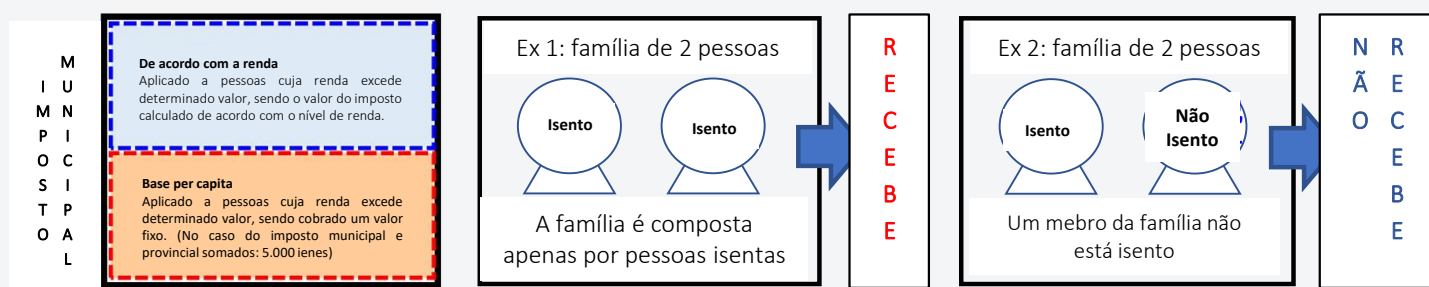 IMPOSTO
MUNICIPAL
De acordo com a renda
Aplicado a pessoas cuja renda excede
determinado valor, sendo o valor do imposto
calculado de acordo com o nível de renda.
Base per capita
Aplicado a pessoas cuja renda excede
determinado valor, sendo cobrado um valor
fixo. (No caso do imposto municipal e
provincial somados: 5.000 ienes)
Ex 1: família de 2 pessoas
Isento
Isento
A família é composta
apenas por pessoas isentas
RECEBE
Ex 2: família de 2 pessoas
Isento
Não
Isento
Um mebro da família não
está isento
NÃO
RECEBE